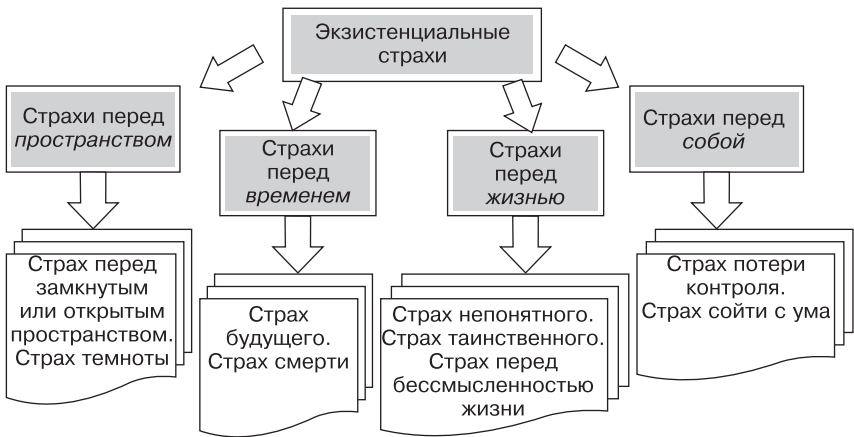 Экзистенциальные
страхи
Страхи перед
пространством
Страхи
перед
временем
Страхи
перед
жизнью
Страхи перед
собой
Страх перед
замкнутым
или открытым
пространством.
Страх темноты
Страх
будущего.
Страх смерти
Страх непонятного.
Страх таинственного.
Страх перед
бессмысленностью
жизни
Страх потери
контроля.
Страх сойти с ума